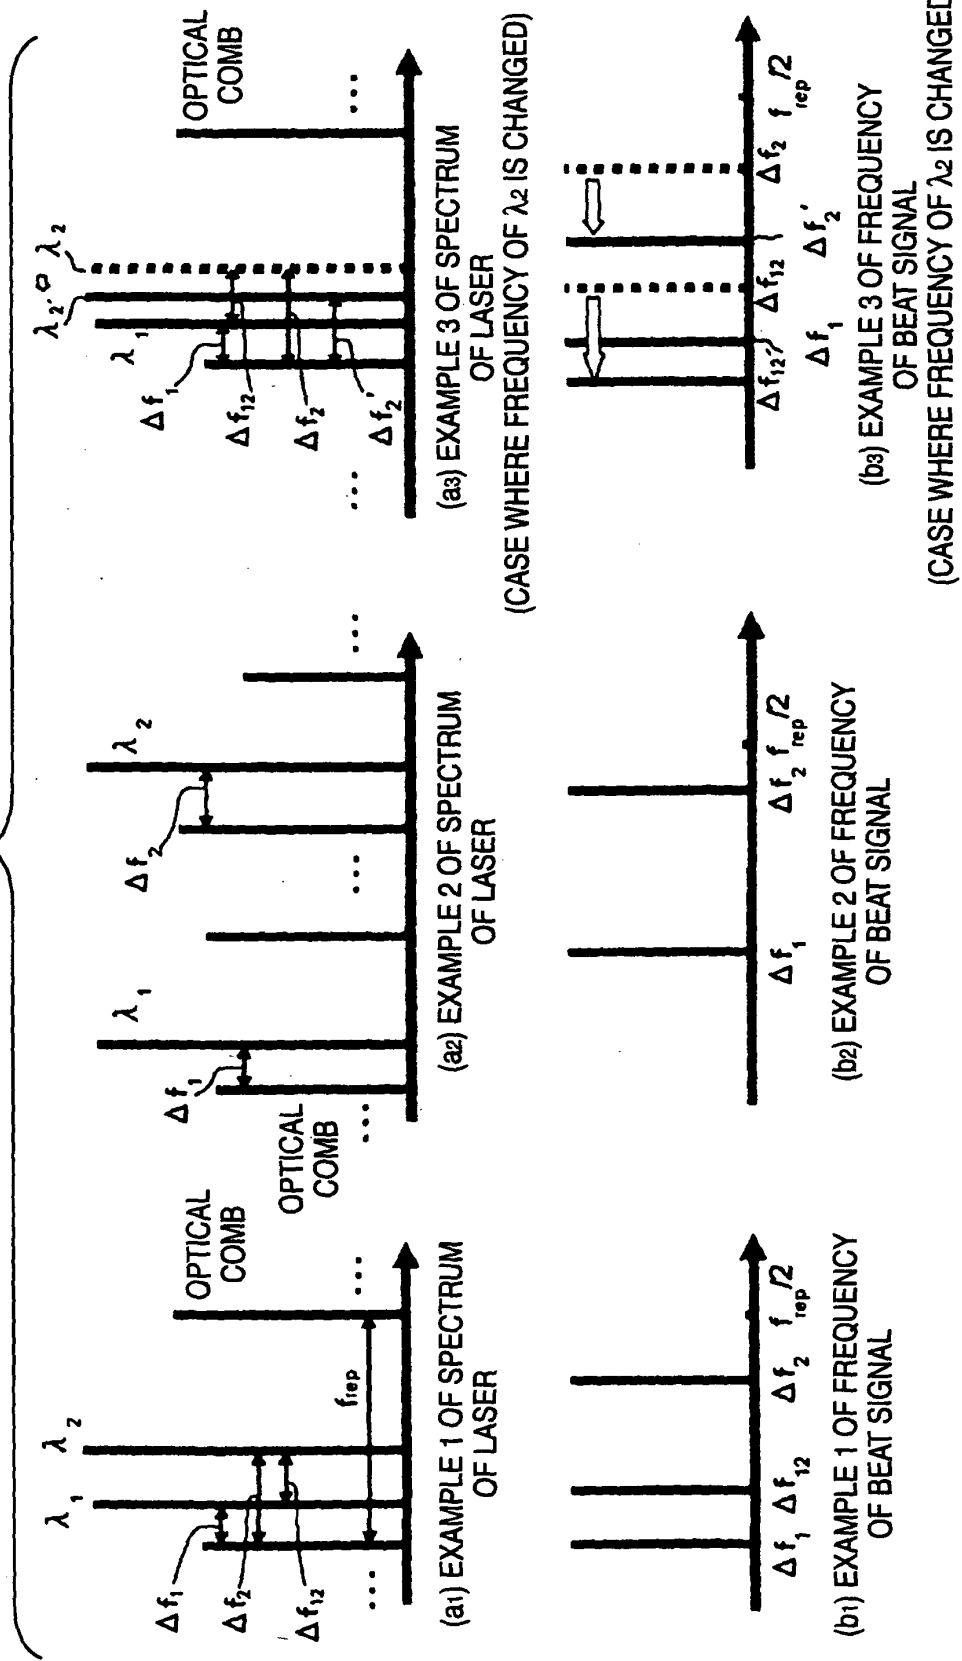 OPTICAL
COMB
λ1
λ2
Δf1
Δf2
Δf12
frep
...
...
(a1) EXAMPLE 1 OF SPECTRUM
OF LASER
Δf1 Δf12 Δf2 frep/2
(b1) EXAMPLE 1 OF FREQUENCY
OF BEAT SIGNAL
OPTICAL
COMB
λ1
λ2
Δf1
Δf2
...
...
...
(a2) EXAMPLE 2 OF SPECTRUM
OF LASER
Δf1 Δf2 frep/2
(b2) EXAMPLE 2 OF FREQUENCY
OF BEAT SIGNAL
OPTICAL
COMB
λ1
λ2' ⇦ λ2
Δf1
Δf12
Δf2
Δf2'
...
...
(a3) EXAMPLE 3 OF SPECTRUM
OF LASER
(CASE WHERE FREQUENCY OF λ2 IS CHANGED)
Δf12' Δf12 Δf2 frep/2
Δf1 Δf2'
(b3) EXAMPLE 3 OF FREQUENCY
OF BEAT SIGNAL
(CASE WHERE FREQUENCY OF λ2 IS CHANGED